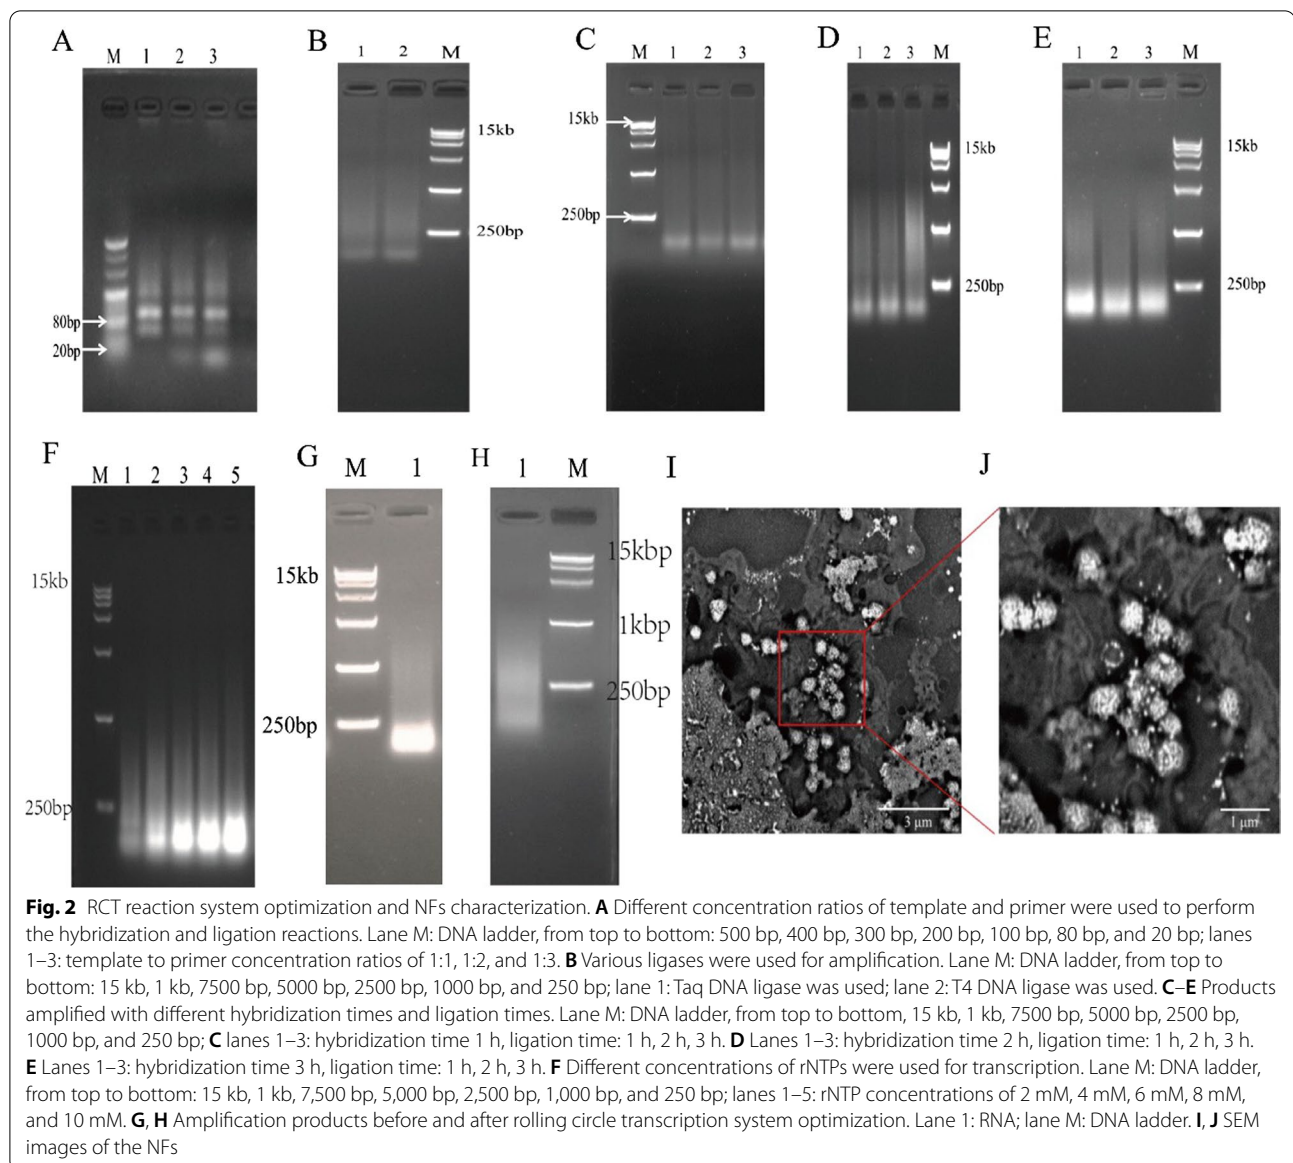 A B C D E
M 1 2 3
1 2 M
M 1 2 3
1 2 3 M
1 2 3 M
80bp
20bp
15kb
250bp
15kb
250bp
15kb
250bp
15kb
250bp
F G H I J
M 1 2 3 4 5
M 1
1 M
15kb
250bp
15kb
250bp
15kbp
1kbp
250bp
3 μm
1 μm
Fig. 2 RCT reaction system optimization and NFs characterization. A Different concentration ratios of template and primer were used to perform
the hybridization and ligation reactions. Lane M: DNA ladder, from top to bottom: 500 bp, 400 bp, 300 bp, 200 bp, 100 bp, 80 bp, and 20 bp; lanes
1–3: template to primer concentration ratios of 1:1, 1:2, and 1:3. B Various ligases were used for amplification. Lane M: DNA ladder, from top to
bottom: 15 kb, 1 kb, 7500 bp, 5000 bp, 2500 bp, 1000 bp, and 250 bp; lane 1: Taq DNA ligase was used; lane 2: T4 DNA ligase was used. C–E Products
amplified with different hybridization times and ligation times. Lane M: DNA ladder, from top to bottom, 15 kb, 1 kb, 7500 bp, 5000 bp, 2500 bp,
1000 bp, and 250 bp; C lanes 1–3: hybridization time 1 h, ligation time: 1 h, 2 h, 3 h. D Lanes 1–3: hybridization time 2 h, ligation time: 1 h, 2 h, 3 h.
E Lanes 1–3: hybridization time 3 h, ligation time: 1 h, 2 h, 3 h. F Different concentrations of rNTPs were used for transcription. Lane M: DNA ladder,
from top to bottom: 15 kb, 1 kb, 7,500 bp, 5,000 bp, 2,500 bp, 1,000 bp, and 250 bp; lanes 1–5: rNTP concentrations of 2 mM, 4 mM, 6 mM, 8 mM,
and 10 mM. G, H Amplification products before and after rolling circle transcription system optimization. Lane 1: RNA; lane M: DNA ladder. I, J SEM
images of the NFs